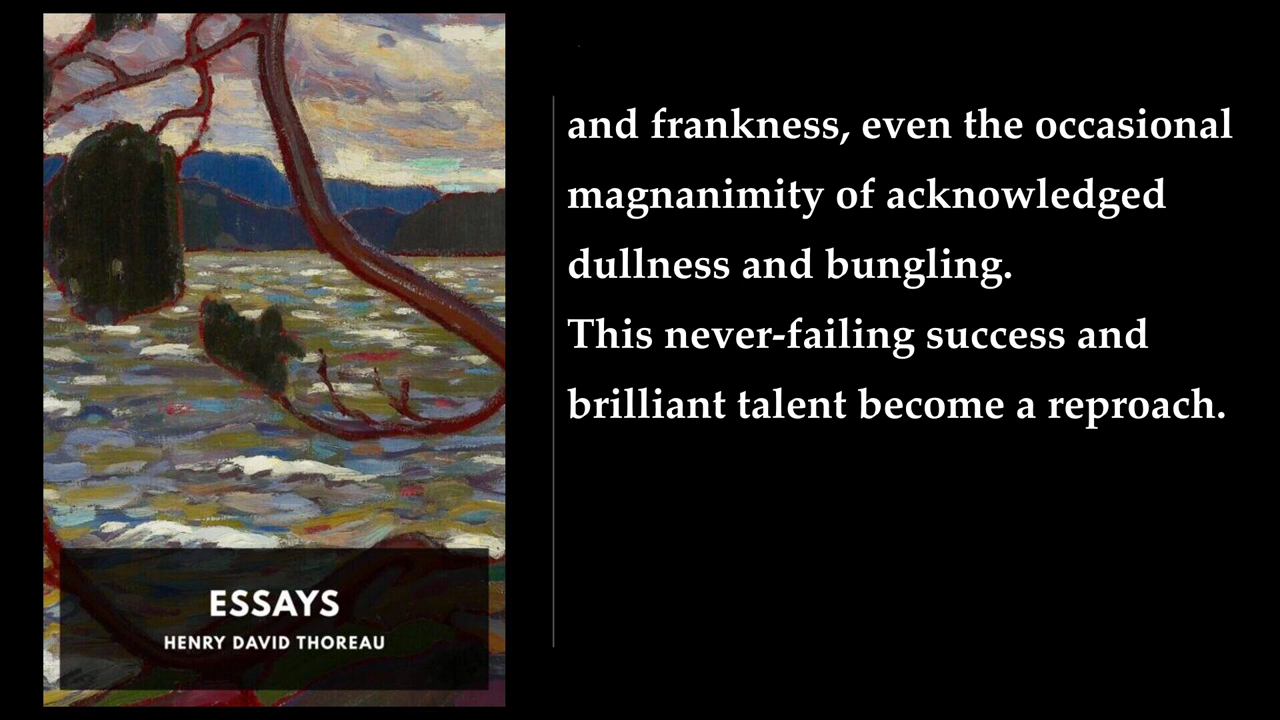 ESSAYS
HENRY DAVID THOREAU
and frankness, even the occasional
magnanimity of acknowledged
dullness and bungling.
This never-failing success and
brilliant talent become a reproach.